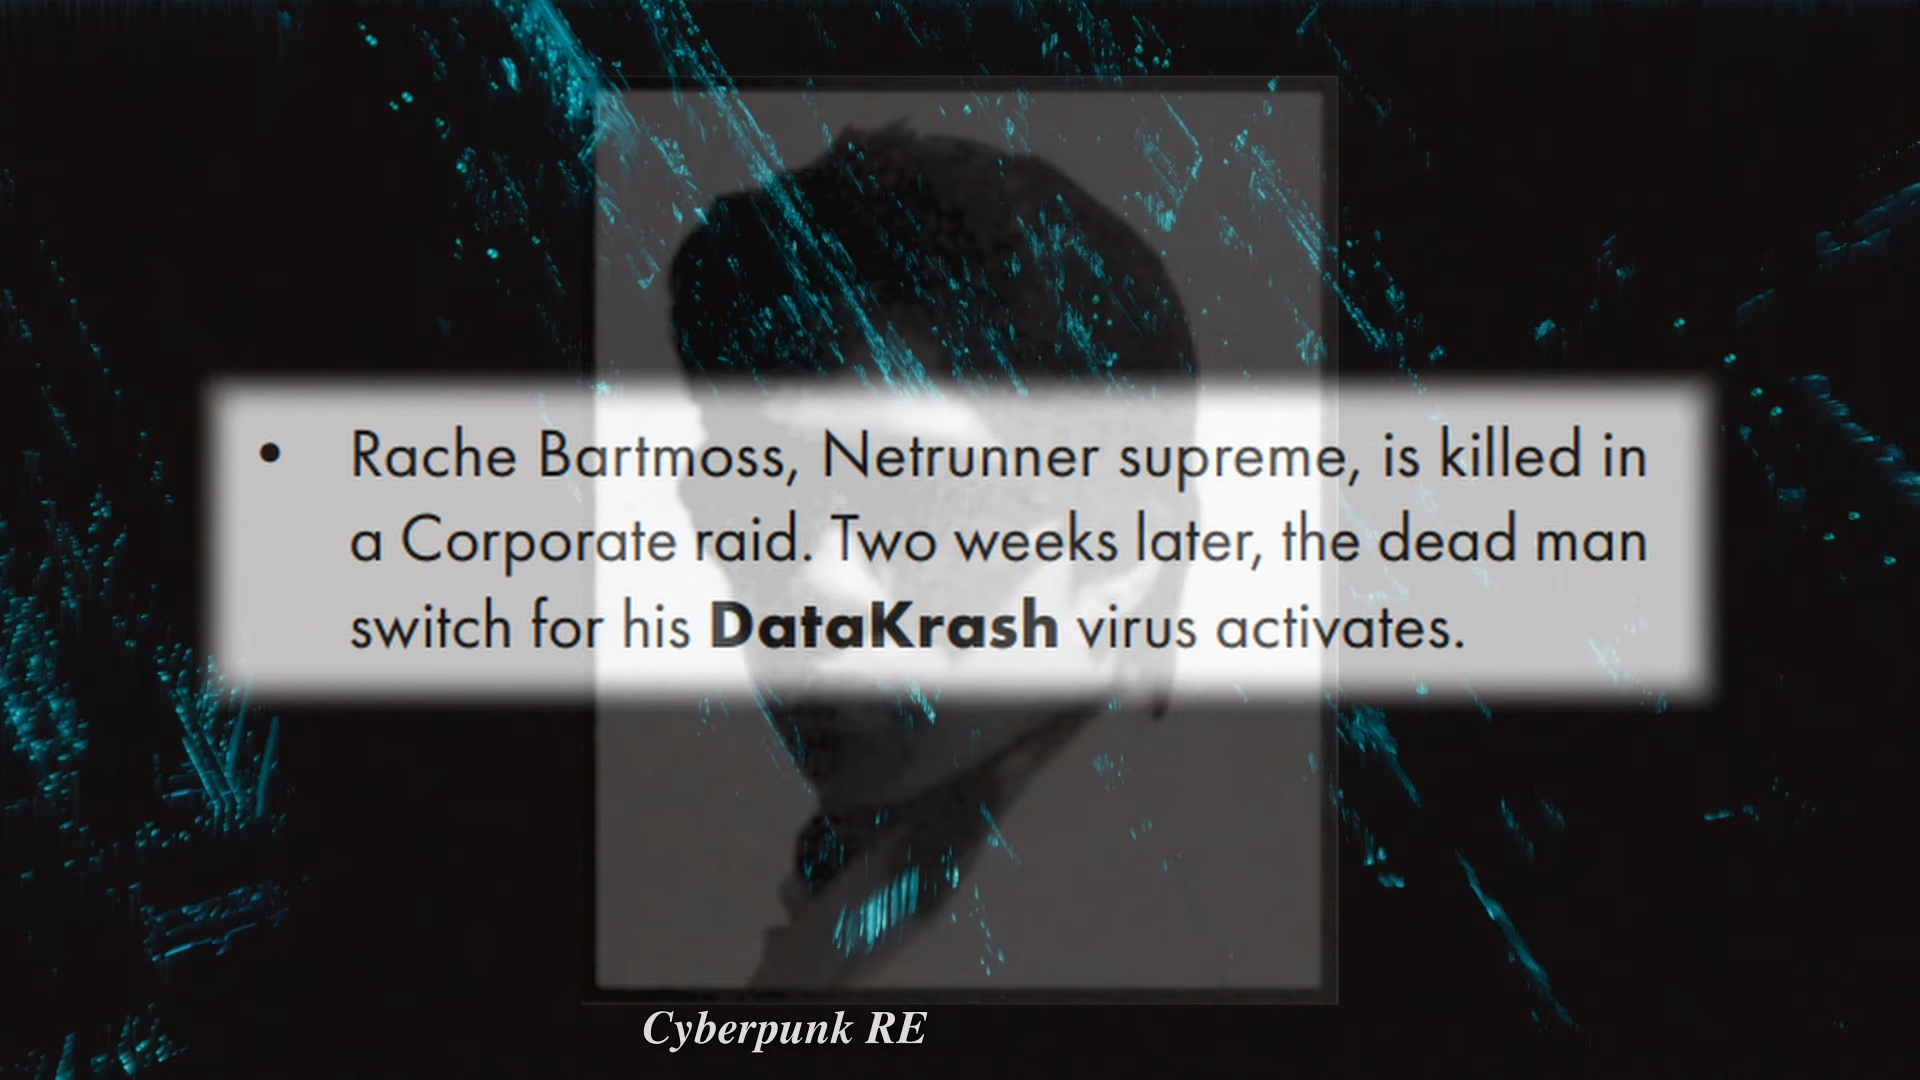 • Rache Bartmoss, Netrunner supreme, is killed in
a Corporate raid. Two weeks later, the dead man
switch for his DataKrash virus activates.
Cyberpunk RE